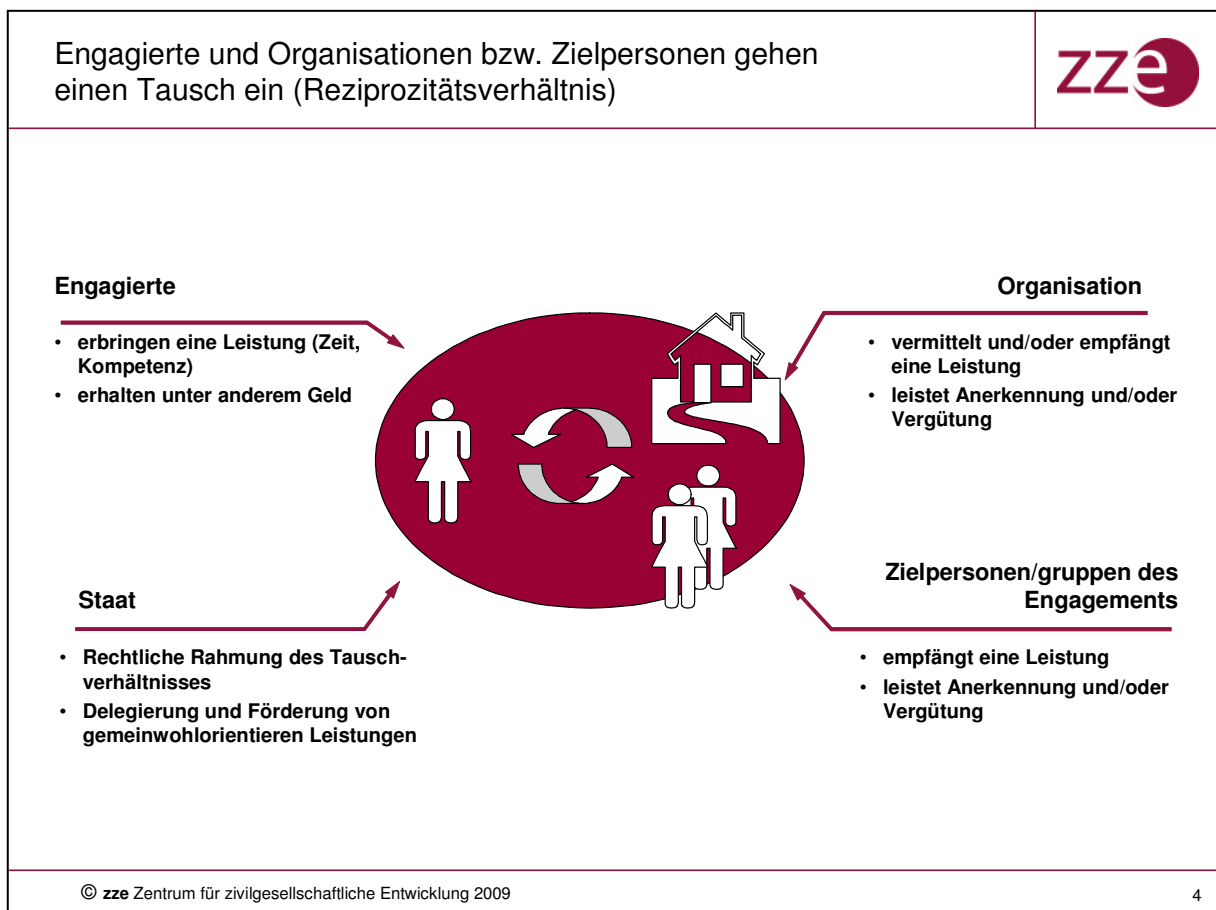 Engagierte und Organisationen bzw. Zielpersonen gehen
einen Tausch ein (Reziprozitätsverhältnis)
zze
Engagierte
• erbringen eine Leistung (Zeit,
Kompetenz)
• erhalten unter anderem Geld
Organisation
• vermittelt und/oder empfängt
eine Leistung
• leistet Anerkennung und/oder
Vergütung
Staat
• Rechtliche Rahmung des Tausch-
verhältnisses
• Delegierung und Förderung von
gemeinwohlorientieren Leistungen
Zielpersonen/gruppen des
Engagements
• empfängt eine Leistung
• leistet Anerkennung und/oder
Vergütung
© zze Zentrum für zivilgesellschaftliche Entwicklung 2009
4